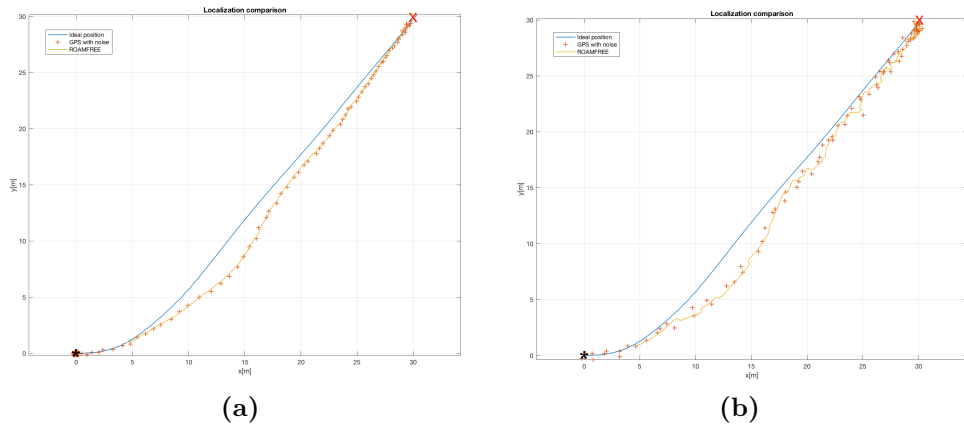 Localization comparison
30
25
20
15
10
5
0
y[m]
Ideal position
GPS with noise
ROAMFREE
X
*
0 5 10 15 20 25 30
x[m]
(a)
Localization comparison
30
25
20
15
10
5
0
y[m]
Ideal position
GPS with noise
ROAMFREE
X
*
0 5 10 15 20 25 30
x[m]
(b)